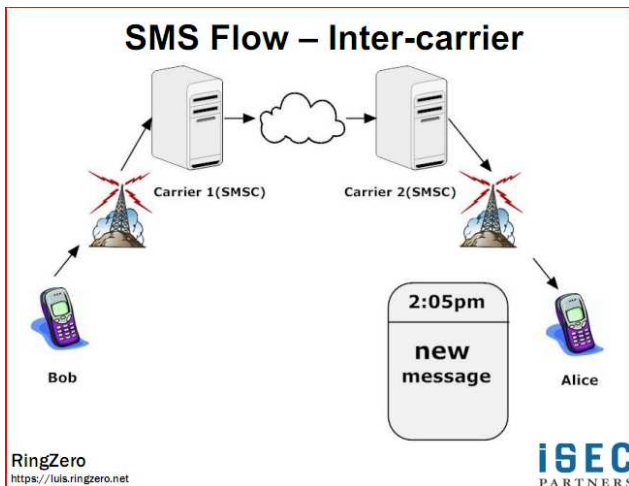 SMS Flow – Inter-carrier
Carrier 1(SMSC)
Carrier 2(SMSC)
2:05pm
new
message
Bob
Alice
RingZero
https://luis.ringzero.net
iSEC
PARTNERS